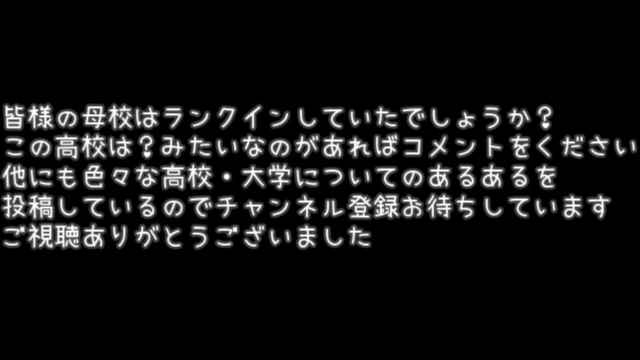 皆様の母校はランクインしていたでしょうか？
この高校は？みたいなのがあればコメントをください
他にも色々な高校・大学についてのあるあるを
投稿しているのでチャンネル登録お待ちしています
ご視聴ありがとうございました